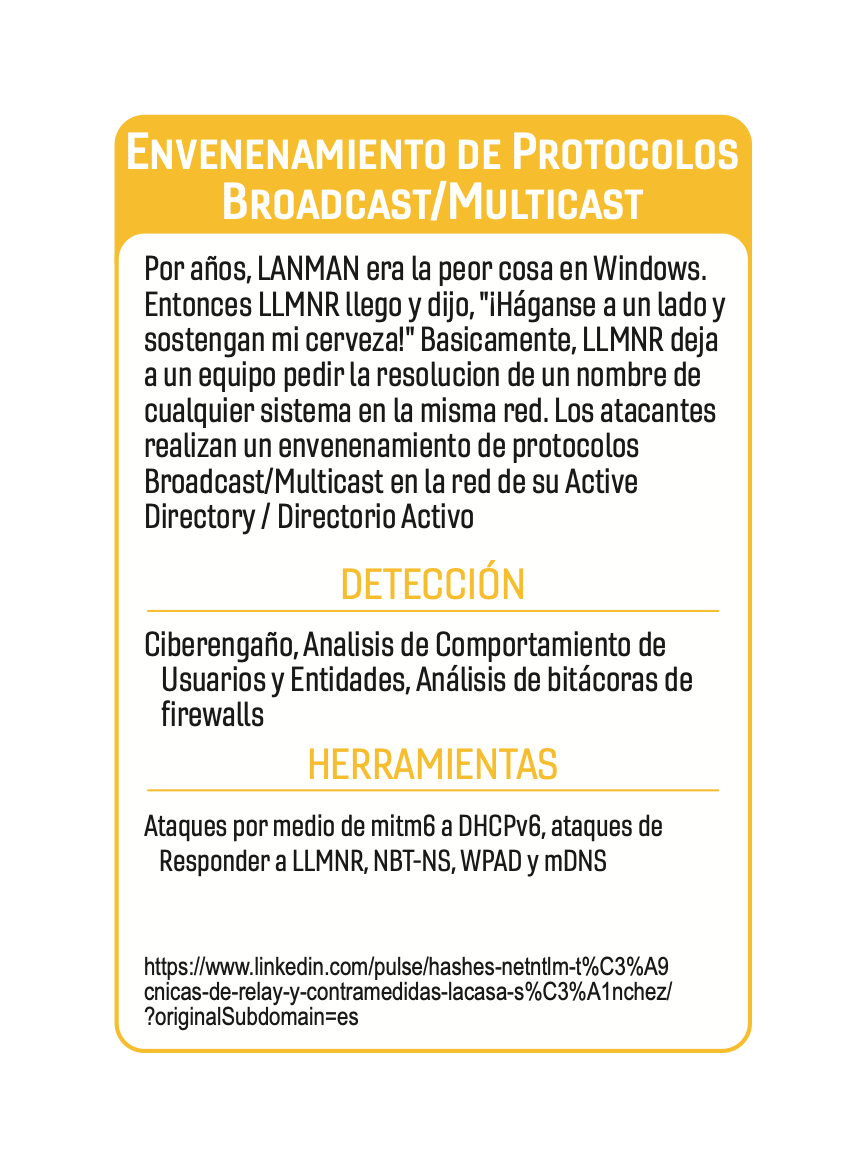 ENVENENAMIENTO DE PROTOCOLOS
BROADCAST/MULTICAST
Por años, LANMAN era la peor cosa en Windows.
Entonces LLMNR llego y dijo, "¡Háganse a un lado y
sostengan mi cerveza!" Basicamente, LLMNR deja
a un equipo pedir la resolucion de un nombre de
cualquier sistema en la misma red. Los atacantes
realizan un envenenamiento de protocolos
Broadcast/Multicast en la red de su Active
Directory / Directorio Activo
DETECCIÓN
Ciberengaño, Analisis de Comportamiento de
Usuarios y Entidades, Análisis de bitácoras de
firewalls
HERRAMIENTAS
Ataques por medio de mitm6 a DHCPv6, ataques de
Responder a LLMNR, NBT-NS, WPAD y mDNS
https://www.linkedin.com/pulse/hashes-netntlm-t%C3%A9
cnicas-de-relay-y-contramedidas-lacasa-s%C3%A1nchez/
?originalSubdomain=es